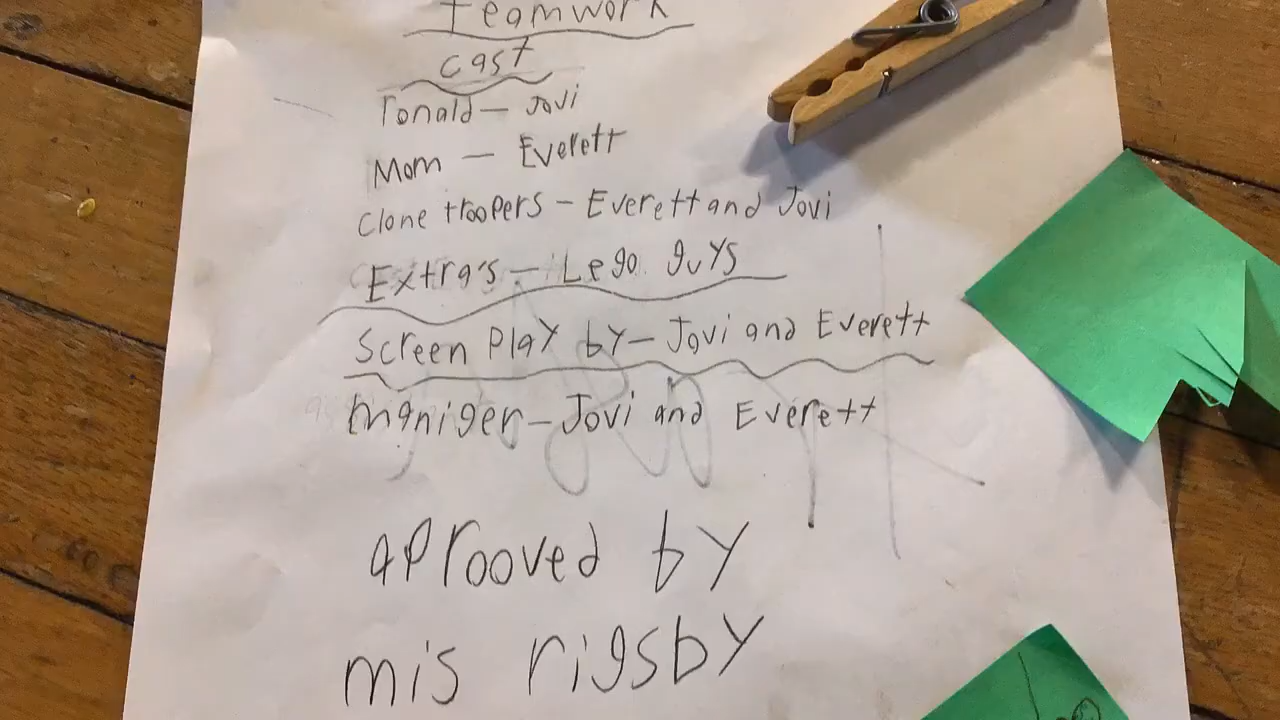 teamwork
cast
ronald — Jovi
Mom — Everett
clone troopers - Everett and Jovi
Extra's - Lego guys
screen Play by - Jovi and Everett
maniger - Jovi and Everett
aprooved by
mis rigsby